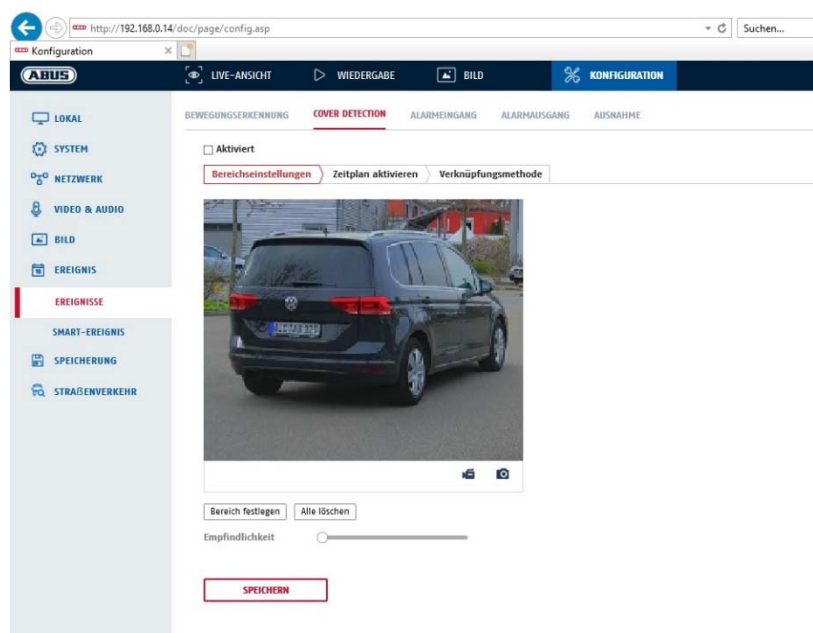 http://192.168.0.14/doc/page/config.asp
Suchen...
Konfiguration
ABUS
LIVE-ANSICHT
WIEDERGABE
BILD
KONFIGURATION
LOKAL
SYSTEM
NETZWERK
VIDEO & AUDIO
BILD
EREIGNIS
EREIGNISSE
SMART-EREIGNIS
SPEICHERUNG
STRAßENVERKEHR
BEWEGUNGSERKENNUNG
COVER DETECTION
ALARMEINGANG
ALARMAUSGANG
AUSNAHME
Aktiviert
Bereichseinstellungen
Zeitplan aktivieren
Verknüpfungsmethode
Bereich festlegen
Alle löschen
Empfindlichkeit
SPEICHERN